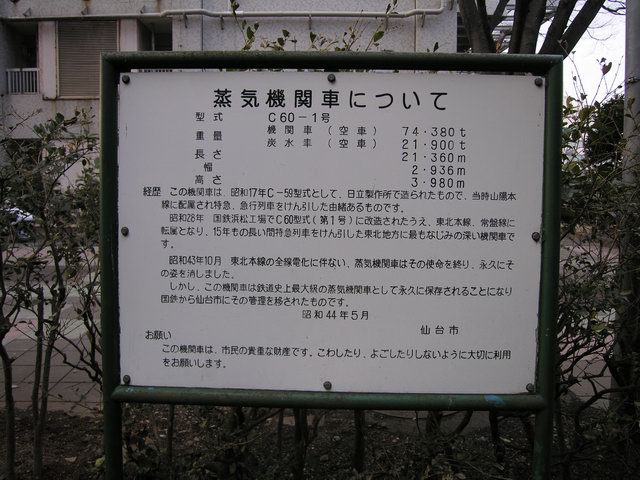 蒸気機関車について
型式 C60-1号
重量 機関車(空車) 74・380t
炭水車(空車) 21・900t
長さ 21・360m
幅 2・936m
高さ 3・980m
経歴 この機関車は、昭和17年C-59型式として、日立製作所で造られたもので、当時山陽本
線に配属され特急、急行列車をけん引した由緒あるものです。
昭和28年 国鉄浜松工場でC60型式(第1号)に改造されたうえ、東北本線、常盤線に
転属となり、15年もの長い間特急列車をけん引した東北地方に最もなじみの深い機関車で
す。
昭和43年10月 東北本線の全線電化に伴ない、蒸気機関車はその使命を終り、永久にそ
の姿を消しました。
しかし、この機関車は鉄道史上最大級の蒸気機関車として永久に保存されることになり
国鉄から仙台市にその管理を移されたものです。
昭和44年5月
仙台市
お願い
この機関車は、市民の貴重な財産です。こわしたり、よごしたりしないように大切に利用
をお願いします。